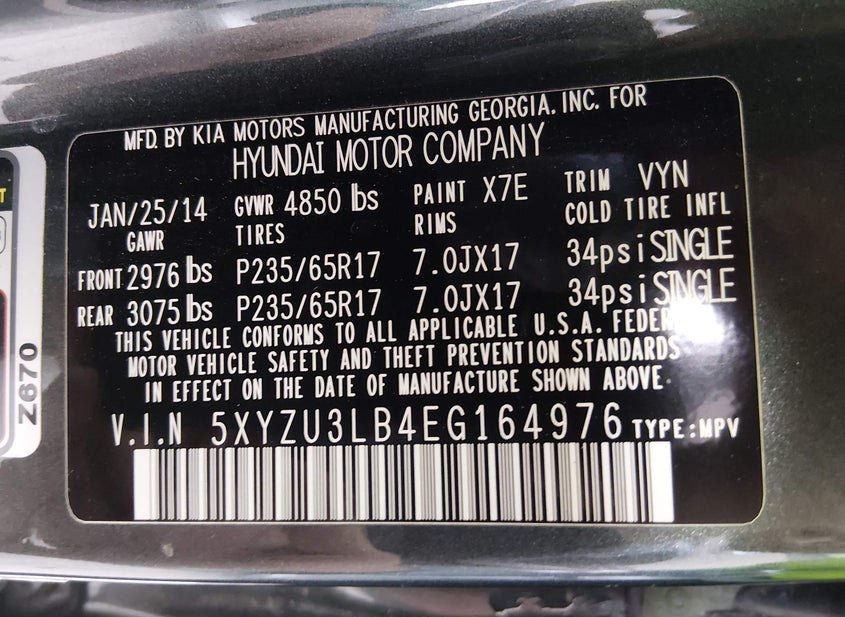 MFD. BY KIA MOTORS MANUFACTURING GEORGIA. INC. FOR
HYUNDAI MOTOR COMPANY
JAN/25/14 GVWR 4850 lbs PAINT X7E TRIM VYN
GAWR TIRES RIMS COLD TIRE INFL
FRONT 2976 lbs P235/65R17 7.0JX17 34psi SINGLE
REAR 3075 lbs P235/65R17 7.0JX17 34psi SINGLE
THIS VEHICLE CONFORMS TO ALL APPLICABLE U.S.A. FEDER
MOTOR VEHICLE SAFETY AND THEFT PREVENTION STANDARDS
IN EFFECT ON THE DATE OF MANUFACTURE SHOWN ABOVE.
V.I.N 5XYZU3LB4EG164976 TYPE:MPV
Z670